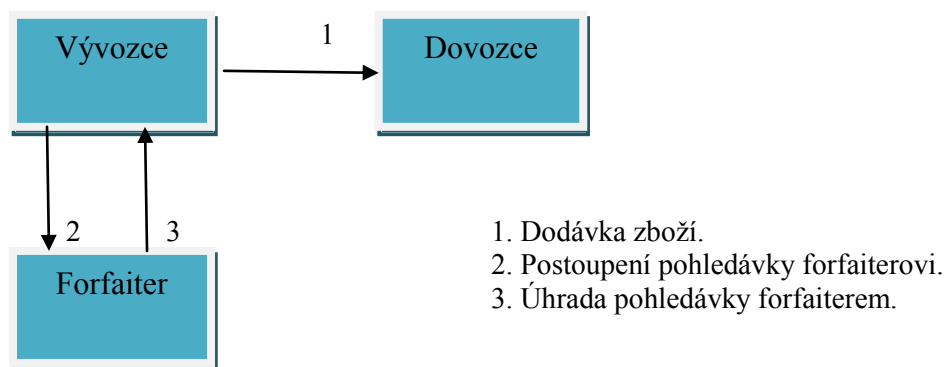 Vývozce
1
Dovozce
2
3
Forfaiter
1. Dodávka zboží.
2. Postoupení pohledávky forfaiterovi.
3. Úhrada pohledávky forfaiterem.